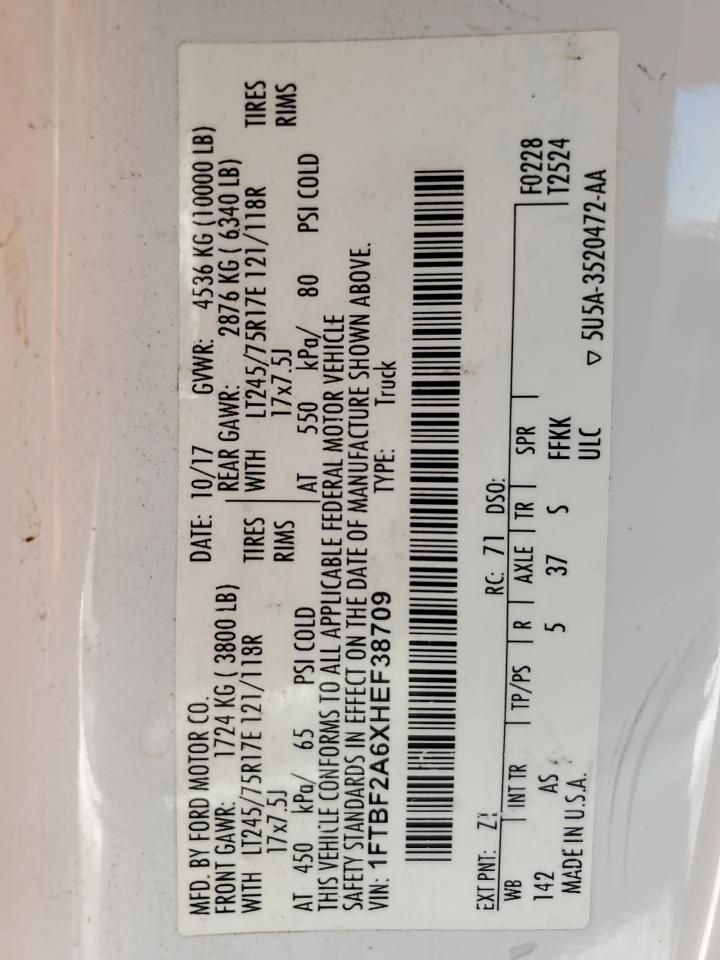 MFD. BY FORD MOTOR CO. DATE: 10/17 GVWR: 4536 KG (10000 LB)
FRONT GAWR: 1724 KG ( 3800 LB) REAR GAWR: 2876 KG ( 6340 LB)
WITH LT245/75R17E 121/118R TIRES WITH LT245/75R17E 121/118R TIRES
17x7.5J RIMS 17x7.5J RIMS
AT 450 kPa/ 65 PSI COLD AT 550 kPa/ 80 PSI COLD
THIS VEHICLE CONFORMS TO ALL APPLICABLE FEDERAL MOTOR VEHICLE
SAFETY STANDARDS IN EFFECT ON THE DATE OF MANUFACTURE SHOWN ABOVE.
VIN: 1FTBF2A6XHEF38709 TYPE: Truck
EXT PNT: RC: 71 DSO:
WB INT TR TP/PS R AXLE TR SPR F0228
T2524
142 AS 5 37 S FFKK
MADE IN U.S.A. ULC ▽ 5U5A-3520472-AA